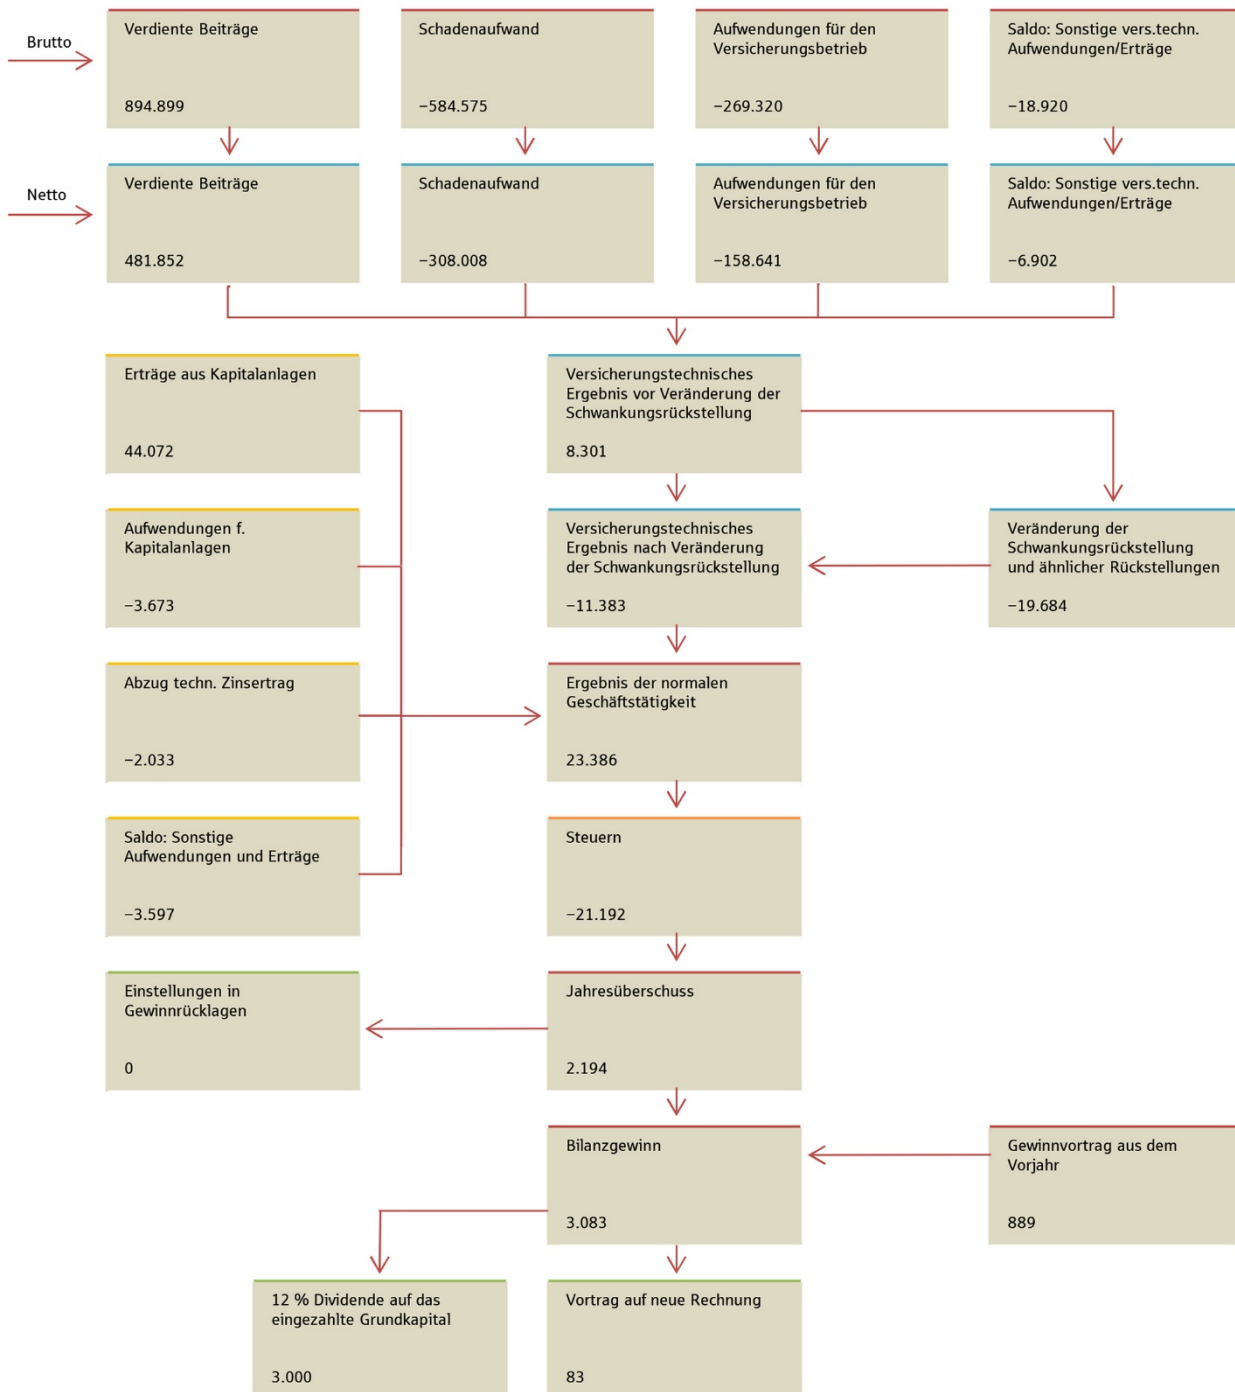 Brutto
Verdiente Beiträge
894.899
Schadenaufwand
−584.575
Aufwendungen für den
Versicherungsbetrieb
−269.320
Saldo: Sonstige vers.techn.
Aufwendungen/Erträge
−18.920
Netto
Verdiente Beiträge
481.852
Schadenaufwand
−308.008
Aufwendungen für den
Versicherungsbetrieb
−158.641
Saldo: Sonstige vers.techn.
Aufwendungen/Erträge
−6.902
Erträge aus Kapitalanlagen
44.072
Versicherungstechnisches
Ergebnis vor Veränderung der
Schwankungsrückstellung
8.301
Aufwendungen f.
Kapitalanlagen
−3.673
Versicherungstechnisches
Ergebnis nach Veränderung
der Schwankungsrückstellung
−11.383
Veränderung der
Schwankungsrückstellung
und ähnlicher Rückstellungen
−19.684
Abzug techn. Zinsertrag
−2.033
Ergebnis der normalen
Geschäftstätigkeit
23.386
Saldo: Sonstige
Aufwendungen und Erträge
−3.597
Steuern
−21.192
Einstellungen in
Gewinnrücklagen
0
Jahresüberschuss
2.194
Bilanzgewinn
3.083
Gewinnvortrag aus dem
Vorjahr
889
12 % Dividende auf das
eingezahlte Grundkapital
3.000
Vortrag auf neue Rechnung
83